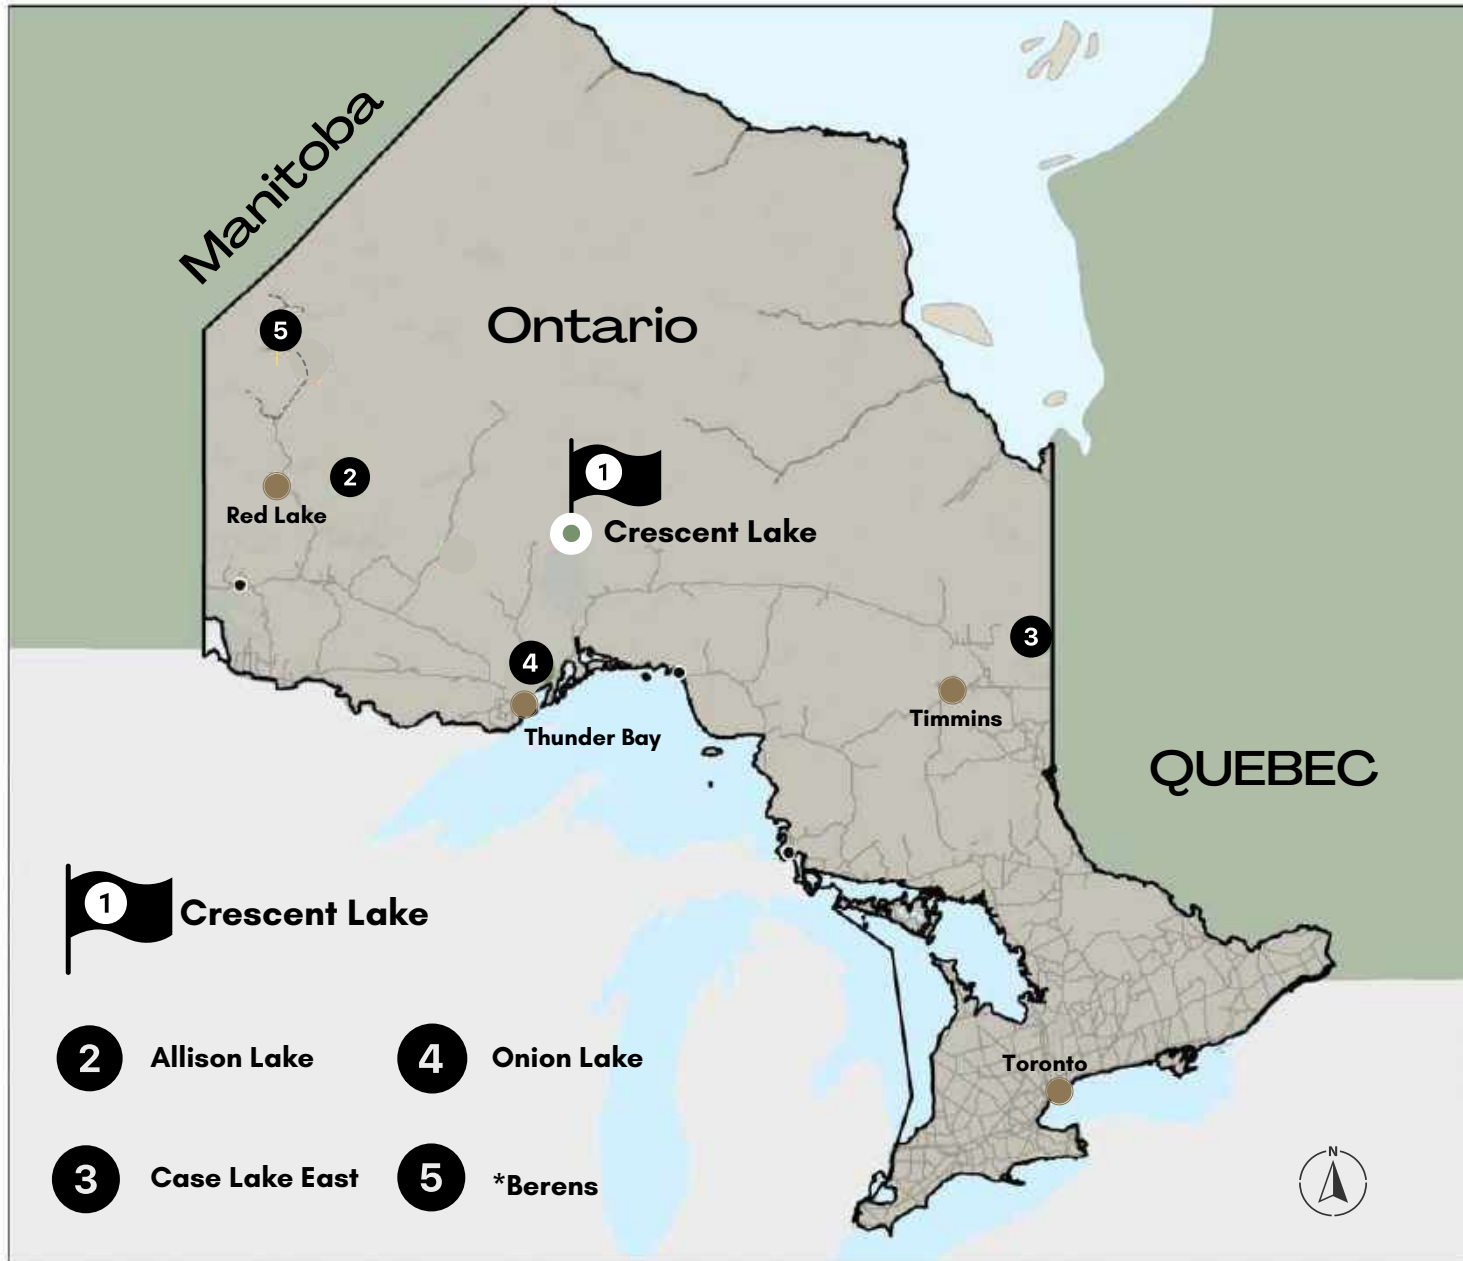 Manitoba
5
Ontario
1
2
Red Lake
Crescent Lake
3
4
Timmins
Thunder Bay
QUEBEC
1
Crescent Lake
2 Allison Lake
4 Onion Lake
Toronto
3 Case Lake East
5 *Berens
N